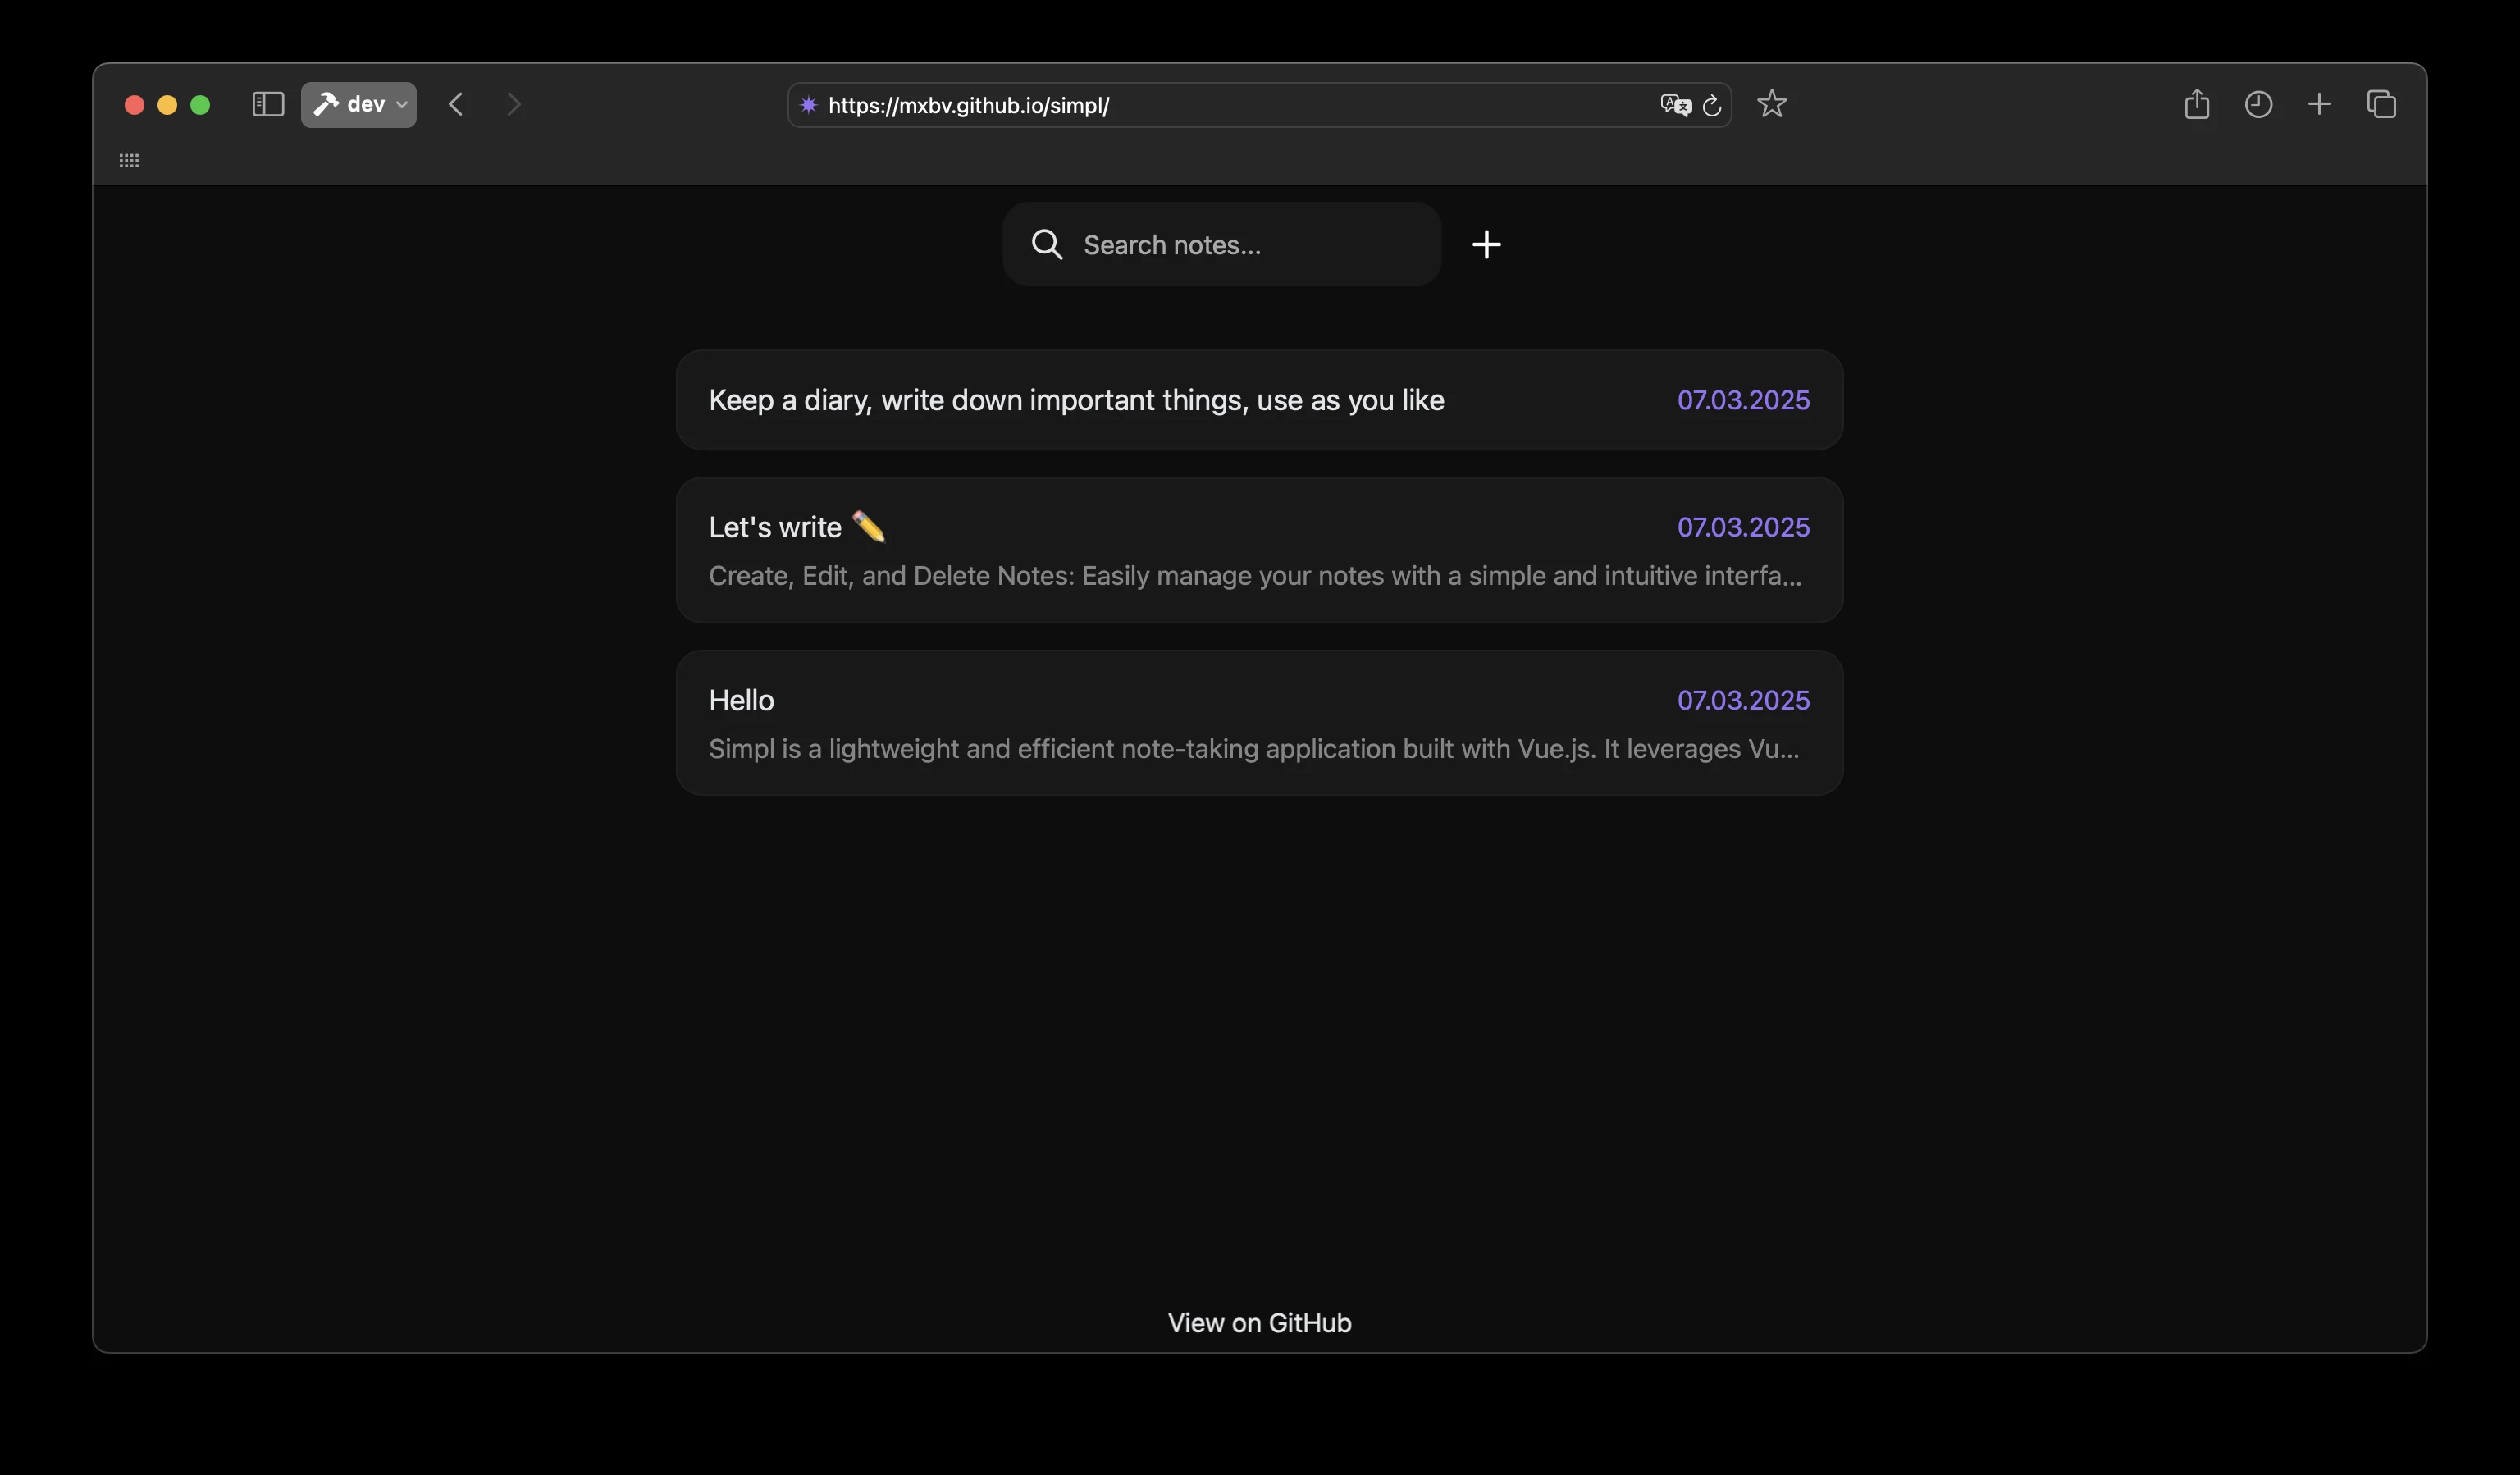 dev
https://mxbv.github.io/simpl/
Search notes...
Keep a diary, write down important things, use as you like
07.03.2025
Let's write ✏️
07.03.2025
Create, Edit, and Delete Notes: Easily manage your notes with a simple and intuitive interfa...
Hello
07.03.2025
Simpl is a lightweight and efficient note-taking application built with Vue.js. It leverages Vu...
View on GitHub